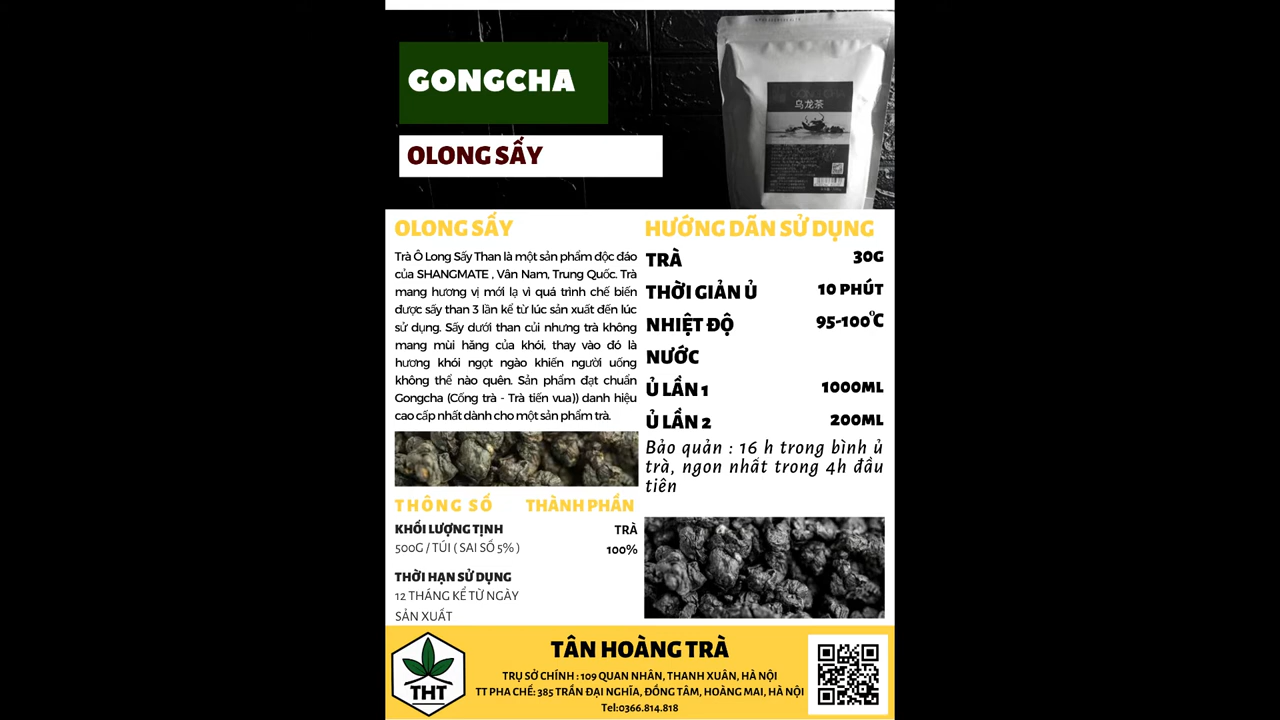 GONGCHA
OLONG SẤY
乌龙茶
OLONG SẤY
Trà Ô Long Sấy Than là một sản phẩm độc đáo
của SHANGMATE , Vân Nam, Trung Quốc. Trà
mang hương vị mới lạ vì quá trình chế biến
được sấy than 3 lần kể từ lúc sản xuất đến lúc
sử dụng. Sấy dưới than củi nhưng trà không
mang mùi hăng của khói, thay vào đó là
hương khói ngọt ngào khiến người uống
không thể nào quên. Sản phẩm đạt chuẩn
Gongcha (Cống trà - Trà tiến vua)) danh hiệu
cao cấp nhất dành cho một sản phẩm trà.
THÔNG SỐ THÀNH PHẦN
KHỐI LƯỢNG TỊNH TRÀ
500G / TÚI ( SAI SỐ 5% ) 100%
THỜI HẠN SỬ DỤNG
12 THÁNG KỂ TỪ NGÀY
SẢN XUẤT
HƯỚNG DẪN SỬ DỤNG
TRÀ 30G
THỜI GIẢN Ủ 10 PHÚT
NHIỆT ĐỘ 95-100°C
NƯỚC
Ủ LẦN 1 1000ML
Ủ LẦN 2 200ML
Bảo quản : 16 h trong bình ủ
trà, ngon nhất trong 4h đầu
tiên
THT
TÂN HOÀNG TRÀ
TRỤ SỞ CHÍNH : 109 QUAN NHÂN, THANH XUÂN, HÀ NỘI
TT PHA CHẾ: 385 TRẦN ĐẠI NGHĨA, ĐỒNG TÂM, HOÀNG MAI, HÀ NỘI
Tel:0366.814.818